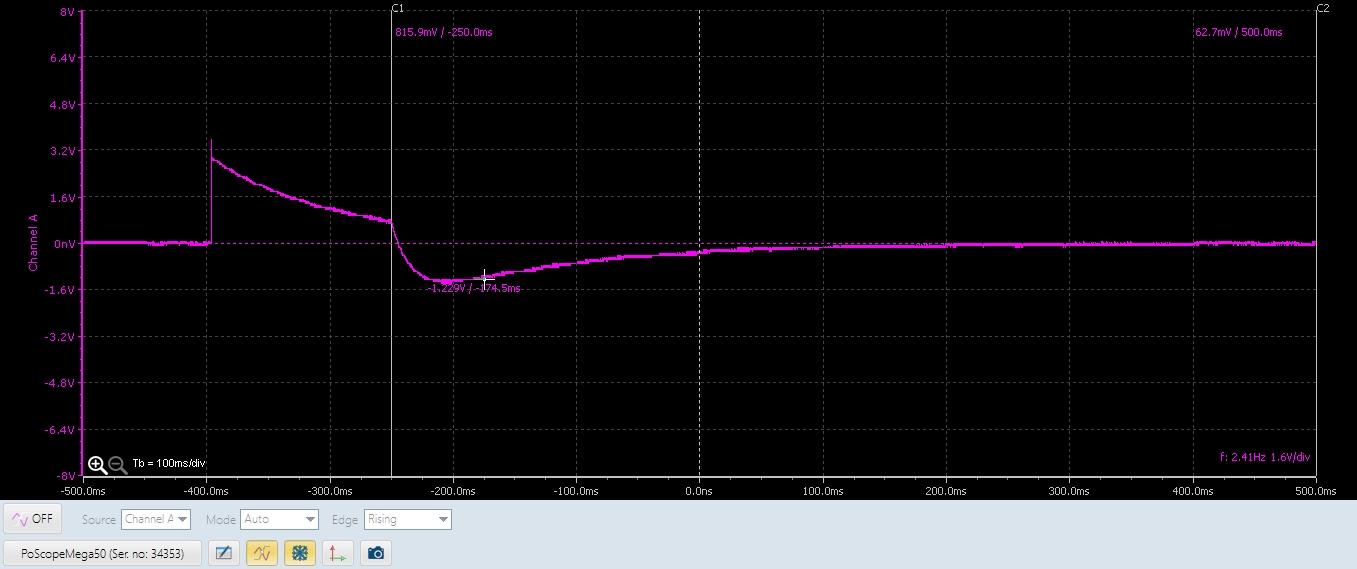 C1
C2
8V
815.9mV / -250.0ms
62.7mV / 500.0ms
6.4V
4.8V
3.2V
1.6V
Channel A
0nV
-1.229V / -174.5ms
-1.6V
-3.2V
-4.8V
-6.4V
Tb = 100ms/div
f: 2.41Hz 1.6V/div
-8V
-500.0ms
-400.0ms
-300.0ms
-200.0ms
-100.0ms
0.0ms
100.0ms
200.0ms
300.0ms
400.0ms
500.0ms
OFF
Source
Channel A
Mode
Auto
Edge
Rising
PoScopeMega50 (Ser. no: 34353)